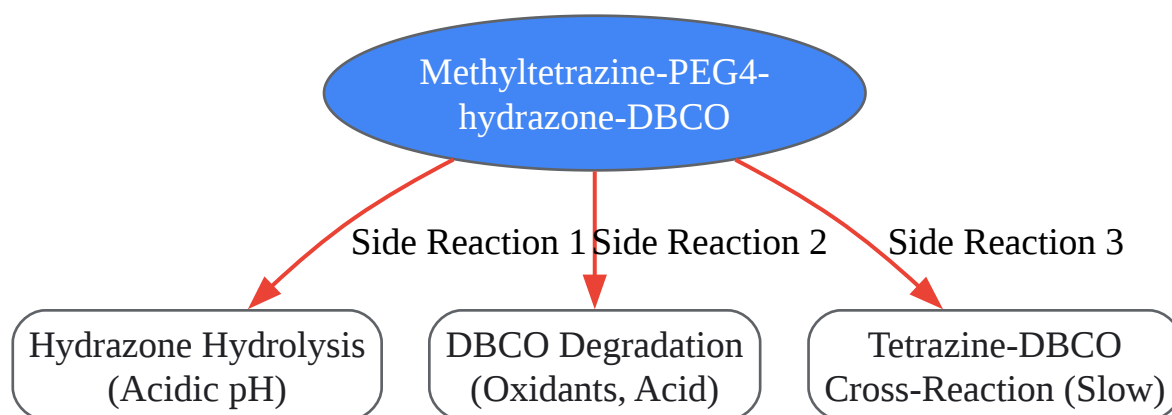 Methyltetrazine-PEG4-
hydrazone-DBCO
Side Reaction 1
Side Reaction 2
Side Reaction 3
Hydrazone Hydrolysis
(Acidic pH)
DBCO Degradation
(Oxidants, Acid)
Tetrazine-DBCO
Cross-Reaction (Slow)